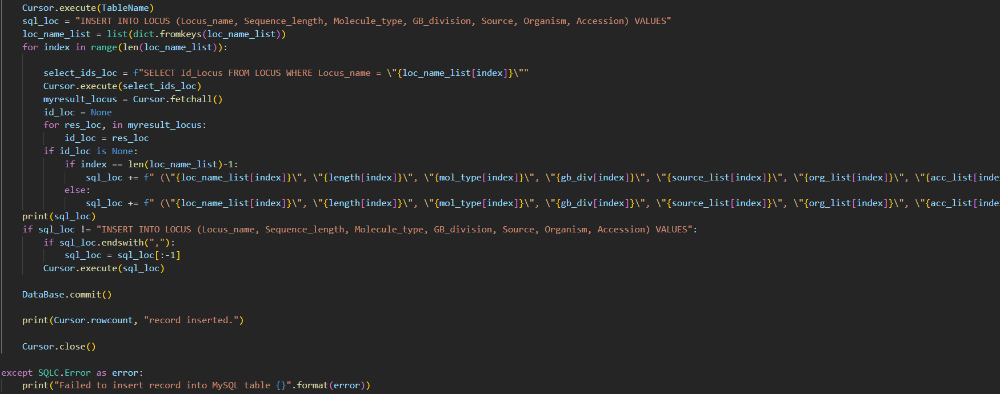 Cursor.execute(TableName)
sql_loc = "INSERT INTO LOCUS (Locus_name, Sequence_length, Molecule_type, GB_division, Source, Organism, Accession) VALUES"
loc_name_list = list(dict.fromkeys(loc_name_list))
for index in range(len(loc_name_list)):
select_ids_loc = f"SELECT Id_Locus FROM LOCUS WHERE Locus_name = \"{loc_name_list[index]}\""
Cursor.execute(select_ids_loc)
myresult_locus = Cursor.fetchall()
id_loc = None
for res_loc, in myresult_locus:
id_loc = res_loc
if id_loc is None:
if index == len(loc_name_list)-1:
sql_loc += f" (\"{loc_name_list[index]}\", \"{length[index]}\", \"{mol_type[index]}\", \"{gb_div[index]}\", \"{source_list[index]}\", \"{org_list[index]}\", \"{acc_list[inde
else:
sql_loc += f" (\"{loc_name_list[index]}\", \"{length[index]}\", \"{mol_type[index]}\", \"{gb_div[index]}\", \"{source_list[index]}\", \"{org_list[index]}\", \"{acc_list[inde
print(sql_loc)
if sql_loc != "INSERT INTO LOCUS (Locus_name, Sequence_length, Molecule_type, GB_division, Source, Organism, Accession) VALUES":
if sql_loc.endswith(","):
sql_loc = sql_loc[:-1]
Cursor.execute(sql_loc)
DataBase.commit()
print(Cursor.rowcount, "record inserted.")
Cursor.close()
except SQLC.Error as error:
print("Failed to insert record into MySQL table {}".format(error))